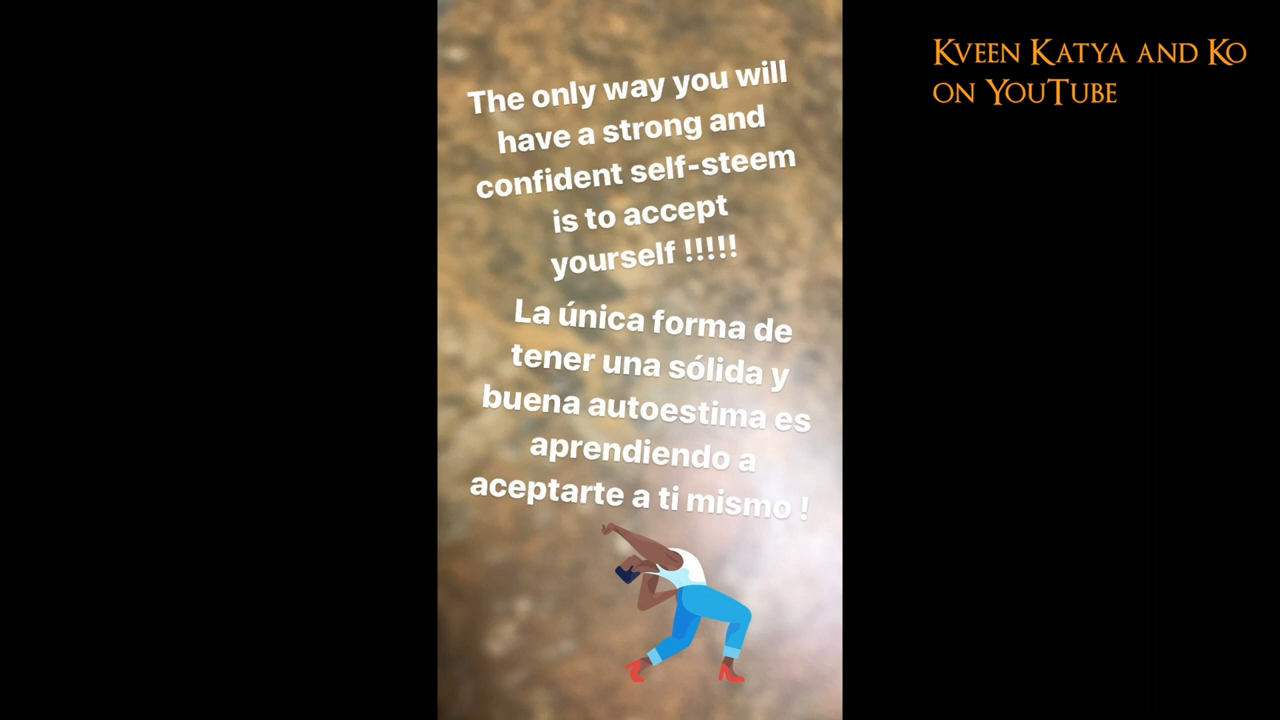 The only way you will
have a strong and
confident self-steem
is to accept
yourself !!!!!
La única forma de
tener una sólida y
buena autoestima es
aprendiendo a
aceptarte a ti mismo !
Kveen Katya and Ko
on YouTube